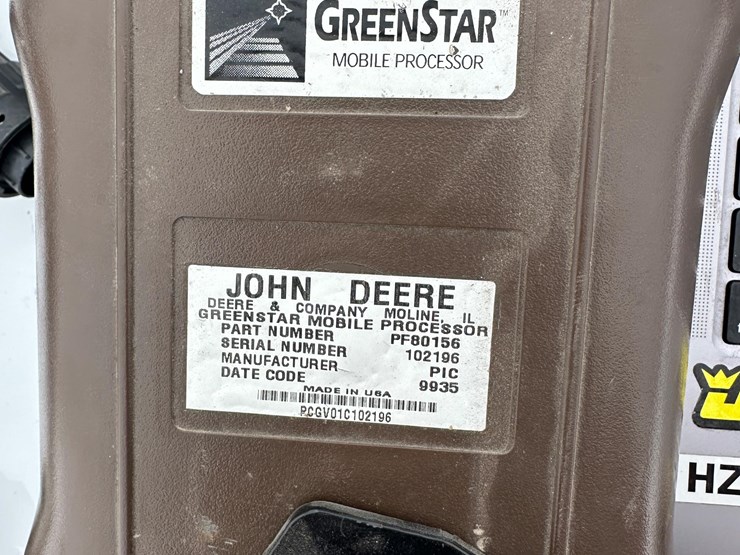 GREENSTAR™
MOBILE PROCESSOR
JOHN DEERE
DEERE & COMPANY MOLINE, IL
GREENSTAR MOBILE PROCESSOR
PART NUMBER PF80156
SERIAL NUMBER 102196
MANUFACTURER PIC
DATE CODE 9935
MADE IN USA
PCGV01C102196
HZ